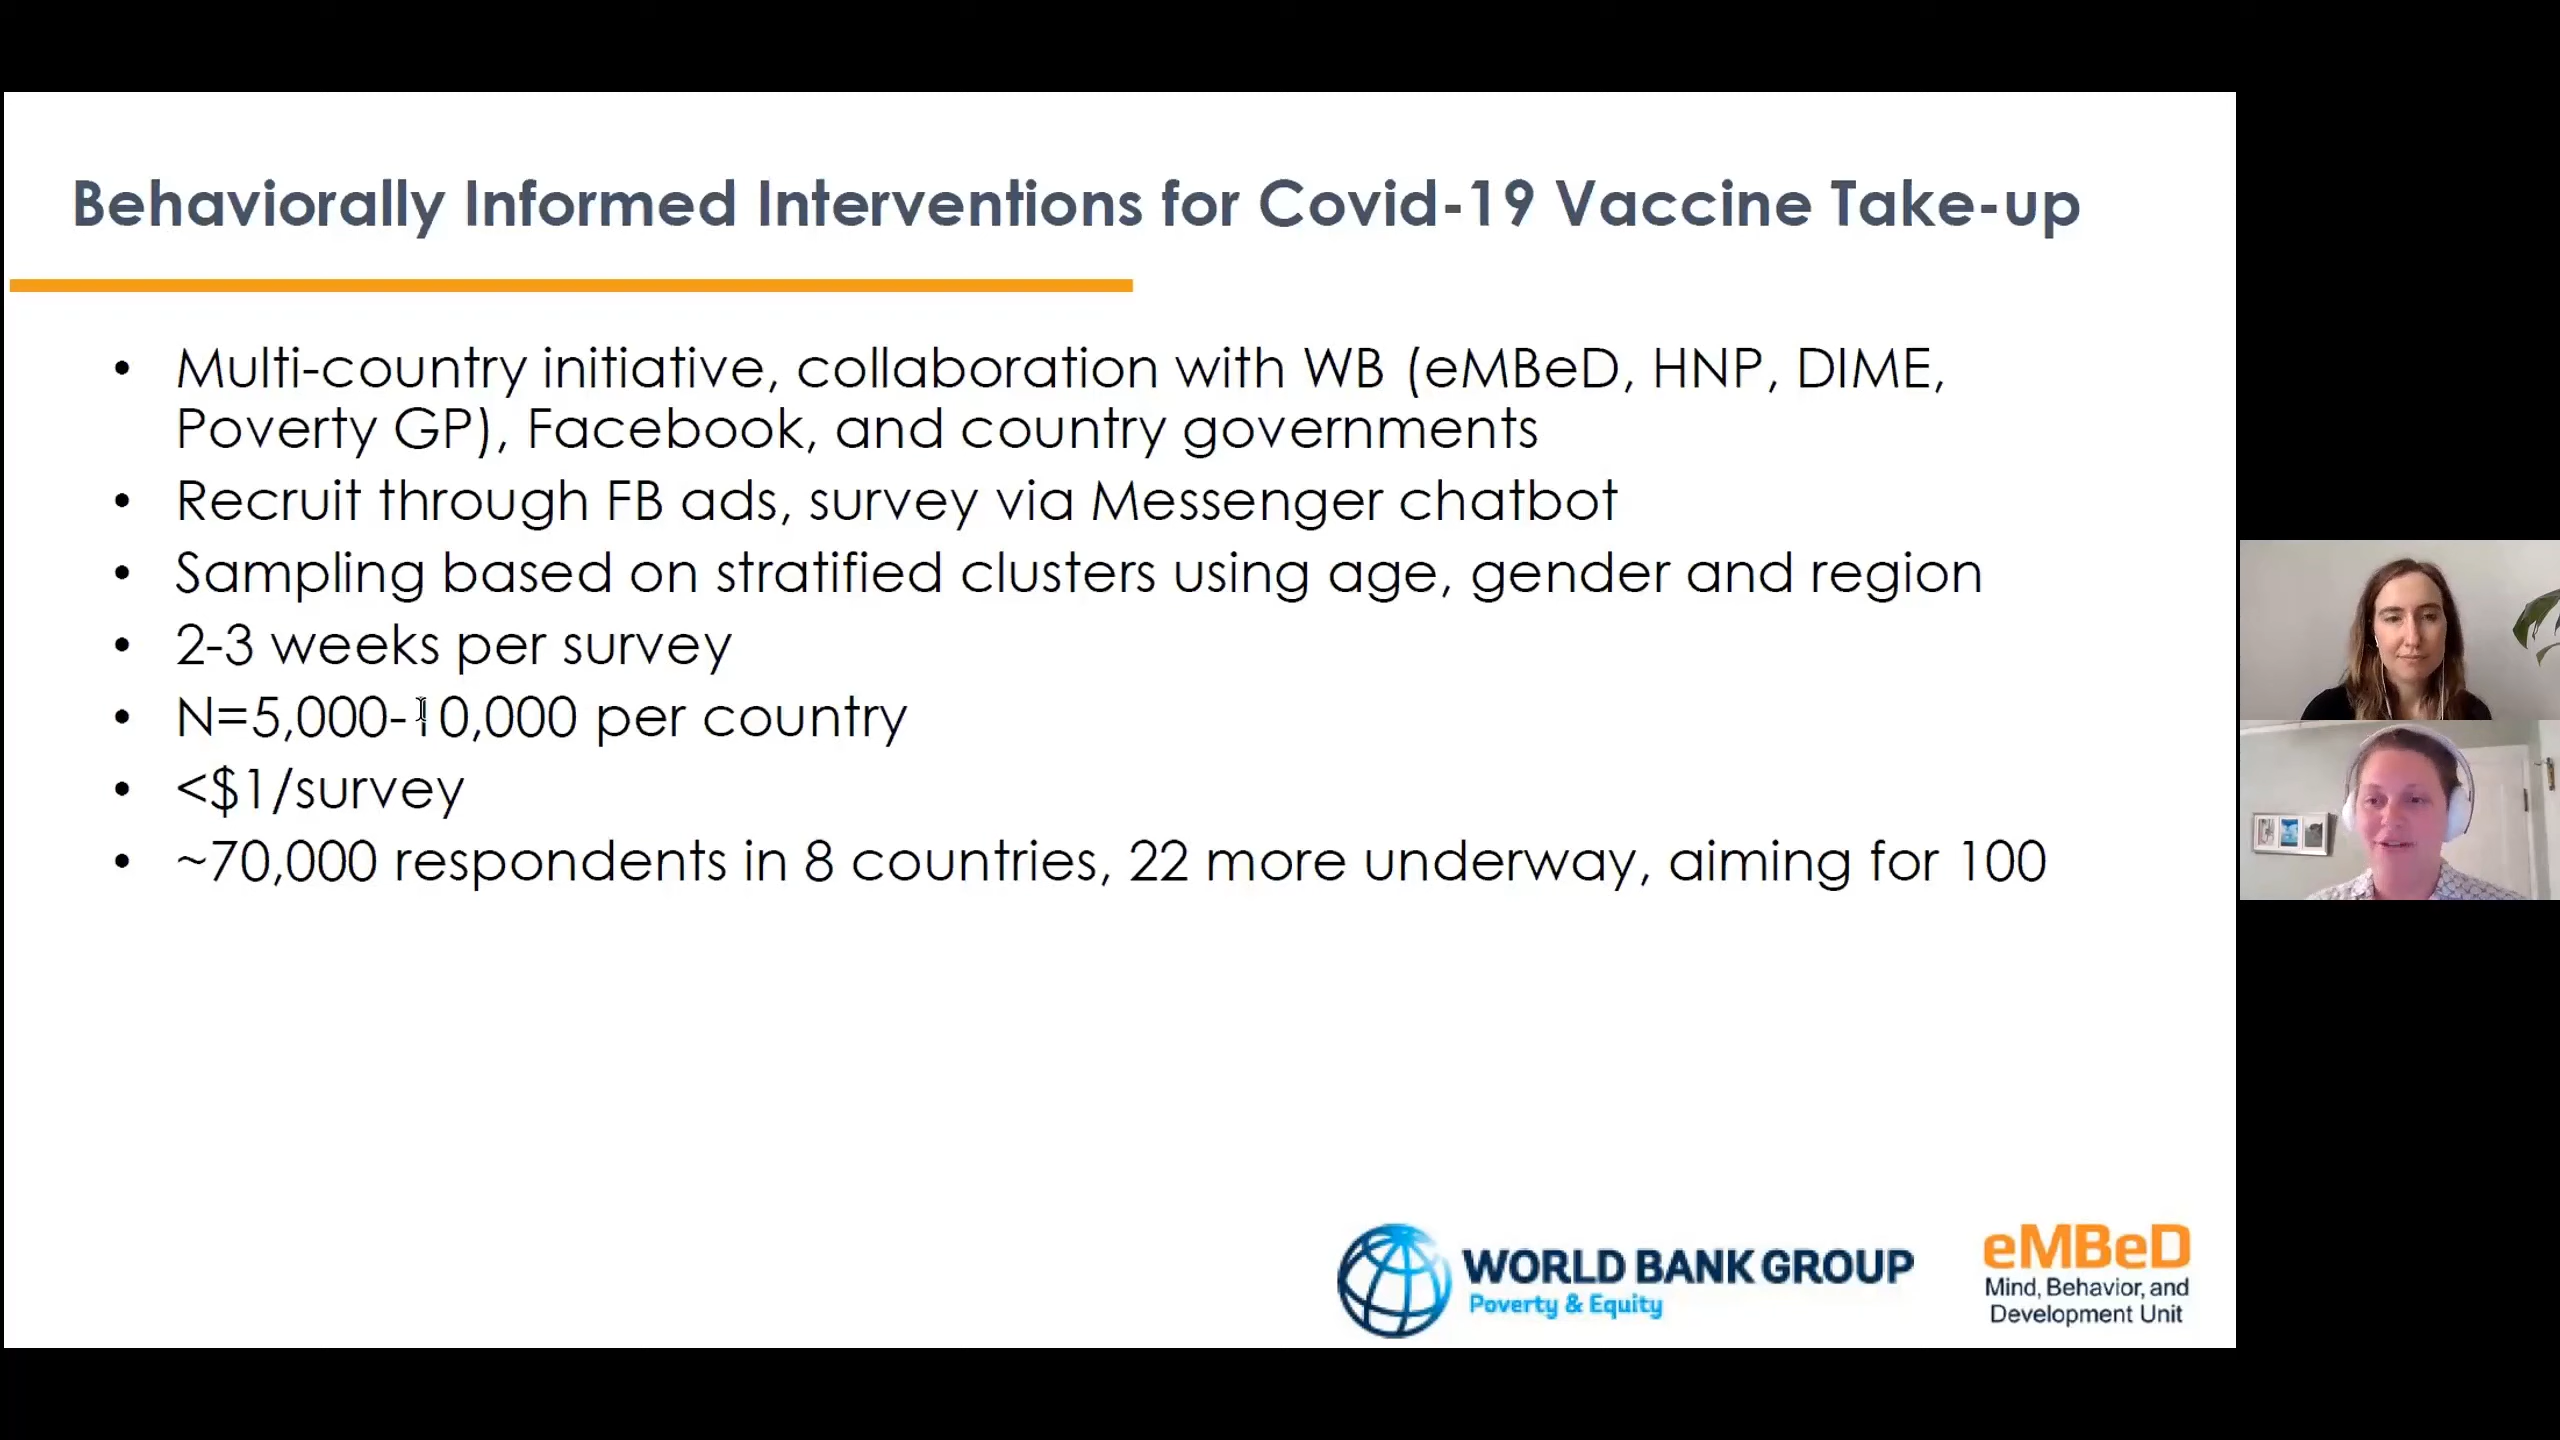 Behaviorally Informed Interventions for Covid-19 Vaccine Take-up
• Multi-country initiative, collaboration with WB (eMBeD, HNP, DIME,
Poverty GP), Facebook, and country governments
• Recruit through FB ads, survey via Messenger chatbot
• Sampling based on stratified clusters using age, gender and region
• 2-3 weeks per survey
• N=5,000-10,000 per country
• <$1/survey
• ~70,000 respondents in 8 countries, 22 more underway, aiming for 100
WORLD BANK GROUP
Poverty & Equity
eMBeD
Mind, Behavior, and
Development Unit